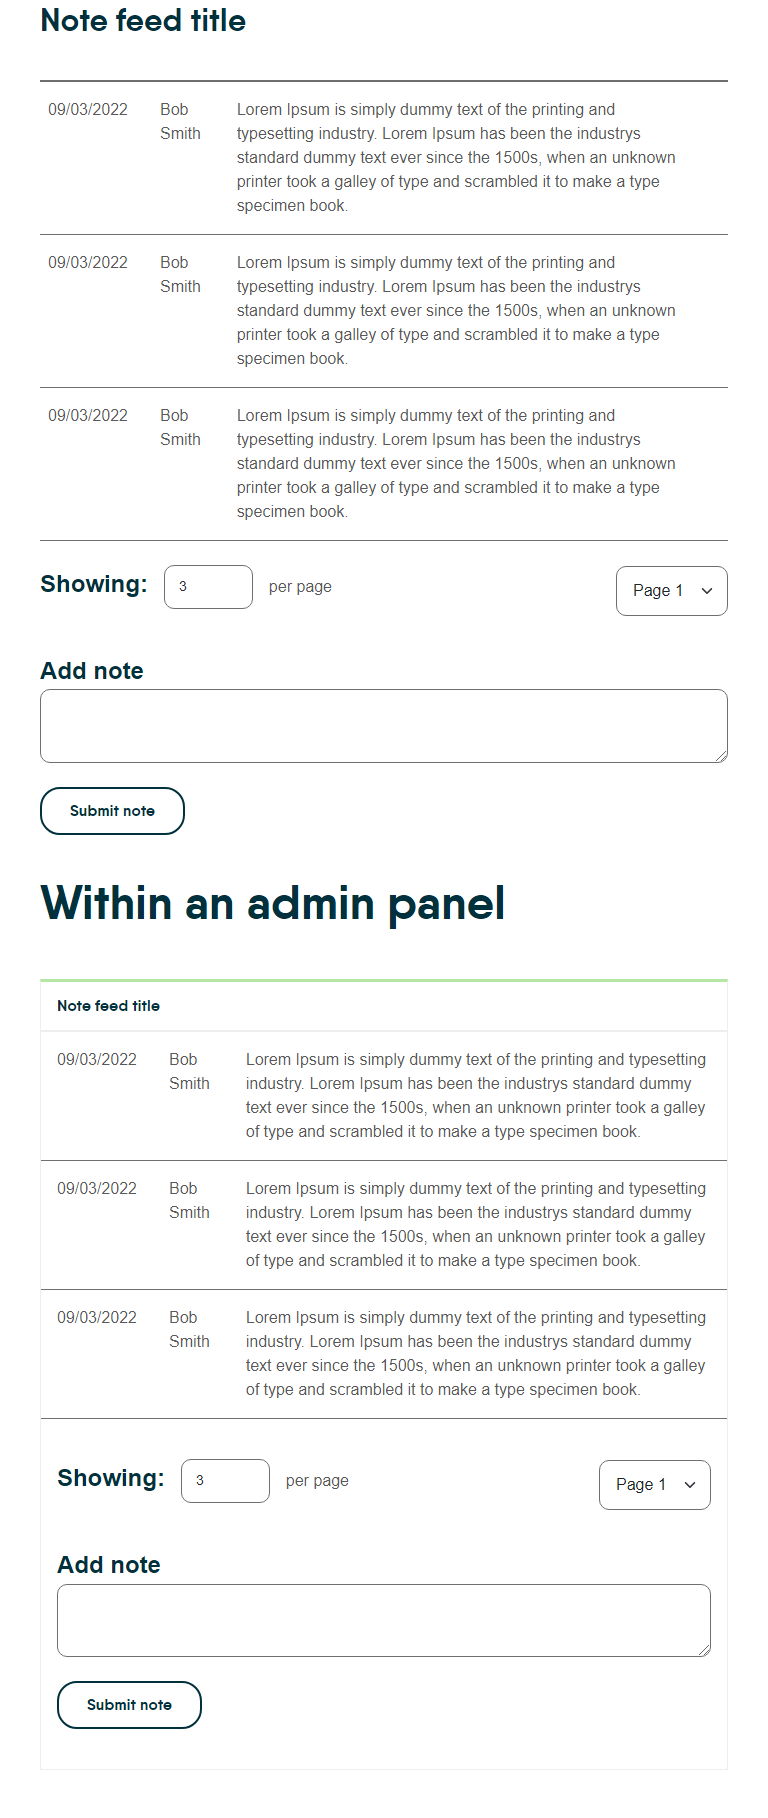 Note feed title
09/03/2022 Bob Smith Lorem Ipsum is simply dummy text of the printing and
typesetting industry. Lorem Ipsum has been the industrys
standard dummy text ever since the 1500s, when an unknown
printer took a galley of type and scrambled it to make a type
specimen book.
09/03/2022 Bob Smith Lorem Ipsum is simply dummy text of the printing and
typesetting industry. Lorem Ipsum has been the industrys
standard dummy text ever since the 1500s, when an unknown
printer took a galley of type and scrambled it to make a type
specimen book.
09/03/2022 Bob Smith Lorem Ipsum is simply dummy text of the printing and
typesetting industry. Lorem Ipsum has been the industrys
standard dummy text ever since the 1500s, when an unknown
printer took a galley of type and scrambled it to make a type
specimen book.
Showing: 3 per page Page 1
Add note
Submit note
Within an admin panel
Note feed title
09/03/2022 Bob Smith Lorem Ipsum is simply dummy text of the printing and typesetting
industry. Lorem Ipsum has been the industrys standard dummy
text ever since the 1500s, when an unknown printer took a galley
of type and scrambled it to make a type specimen book.
09/03/2022 Bob Smith Lorem Ipsum is simply dummy text of the printing and typesetting
industry. Lorem Ipsum has been the industrys standard dummy
text ever since the 1500s, when an unknown printer took a galley
of type and scrambled it to make a type specimen book.
09/03/2022 Bob Smith Lorem Ipsum is simply dummy text of the printing and typesetting
industry. Lorem Ipsum has been the industrys standard dummy
text ever since the 1500s, when an unknown printer took a galley
of type and scrambled it to make a type specimen book.
Showing: 3 per page Page 1
Add note
Submit note